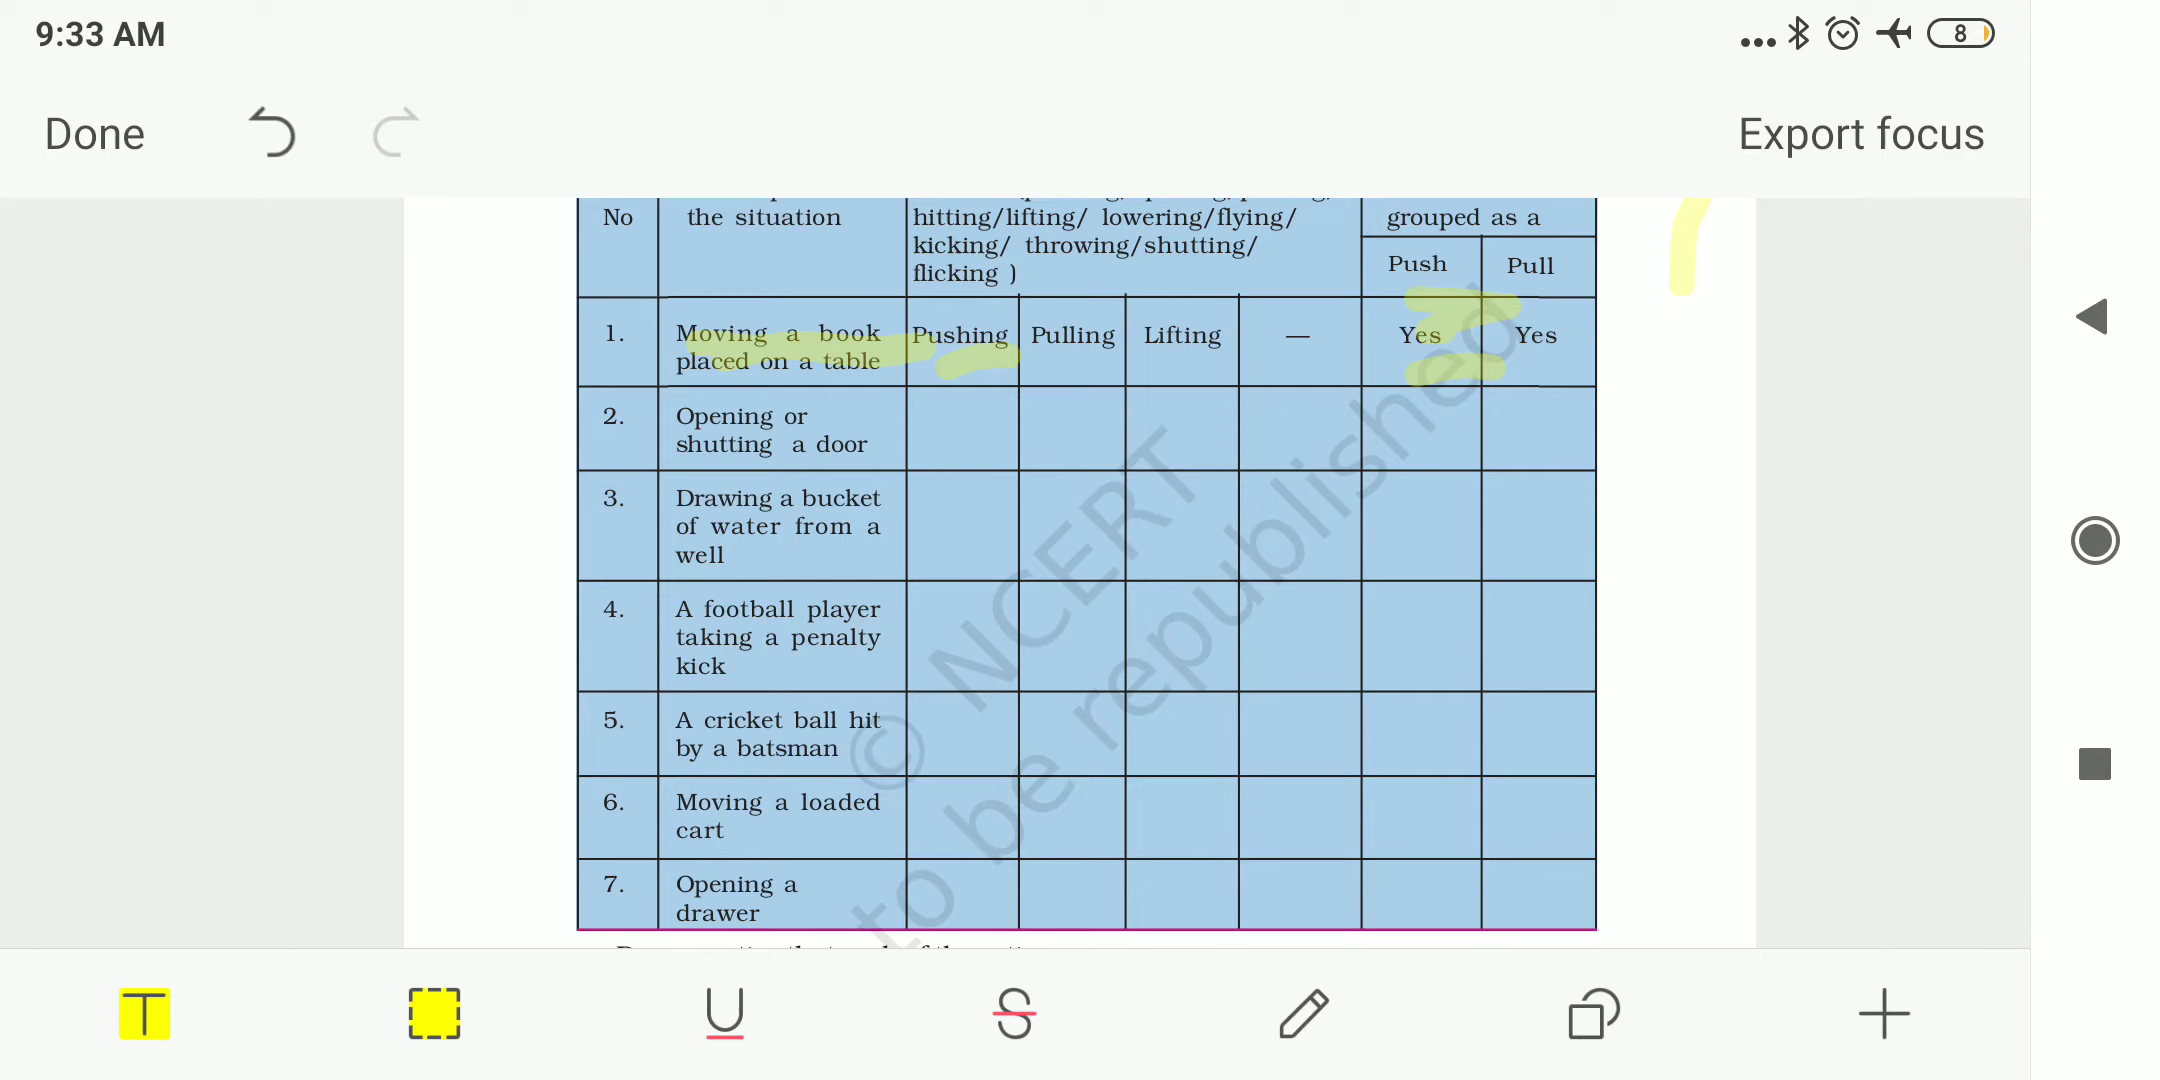 9:33 AM
8
Done
Export focus
No
the situation
hitting/lifting/ lowering/flying/
kicking/ throwing/shutting/
flicking )
grouped as a
Push
Pull
1.
Moving a book
placed on a table
Pushing
Pulling
Lifting
—
Yes
Yes
2.
Opening or
shutting a door
3.
Drawing a bucket
of water from a
well
4.
A football player
taking a penalty
kick
5.
A cricket ball hit
by a batsman
6.
Moving a loaded
cart
7.
Opening a
drawer
© NCERT
to be republished
T
U
S